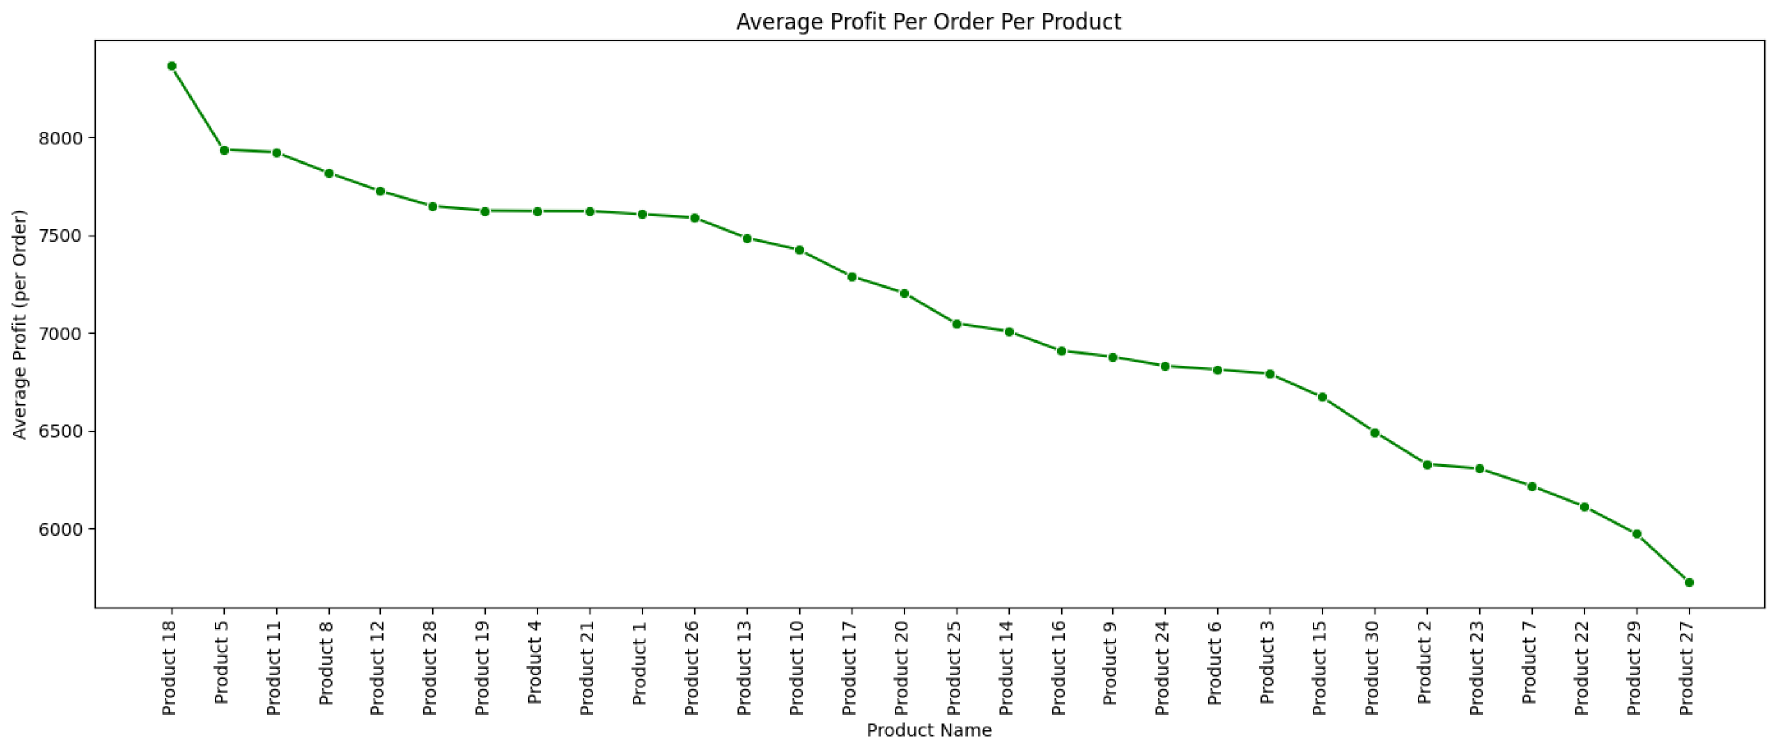 Average Profit Per Order Per Product
Average Profit (per Order)
8000
7500
7000
6500
6000
Product 18
Product 5
Product 11
Product 8
Product 12
Product 28
Product 19
Product 4
Product 21
Product 1
Product 26
Product 13
Product 10
Product 17
Product 20
Product 25
Product 14
Product 16
Product 9
Product 24
Product 6
Product 3
Product 15
Product 30
Product 2
Product 23
Product 7
Product 22
Product 29
Product 27
Product Name